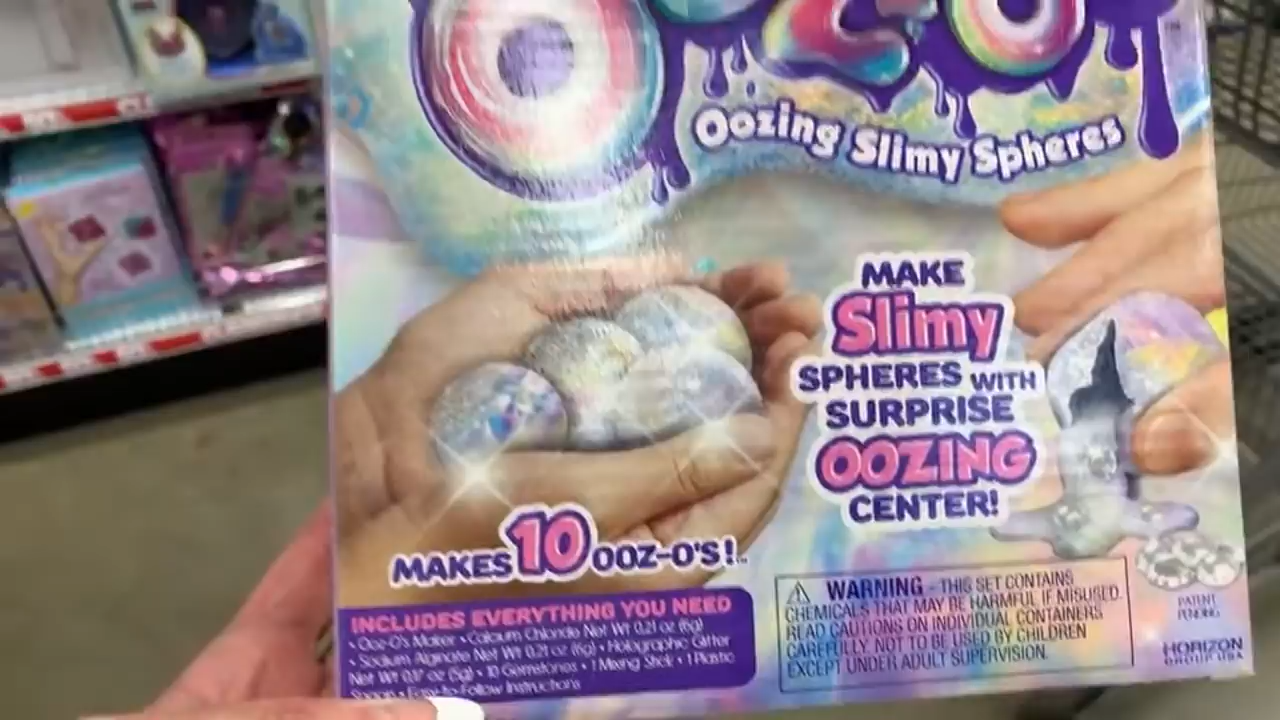 Oozing Slimy Spheres
MAKE
Slimy
SPHERES WITH
SURPRISE
OOZING
CENTER!
MAKES 10 OOZ-O'S!
INCLUDES EVERYTHING YOU NEED
• Ooz-O's Maker • Calcium Chloride Net Wt 0.21 oz (6g)
• Sodium Alginate Net Wt 0.21 oz (6g) • Holographic Glitter
Net Wt 0.17 oz (5g) • 10 Gemstones • 1 Mixing Stick • 1 Plastic
• Easy-to-Follow Instructions
WARNING - THIS SET CONTAINS
CHEMICALS THAT MAY BE HARMFUL IF MISUSED.
READ CAUTIONS ON INDIVIDUAL CONTAINERS
CAREFULLY. NOT TO BE USED BY CHILDREN
EXCEPT UNDER ADULT SUPERVISION.
PATENT
PENDING
HORIZON
GROUP USA